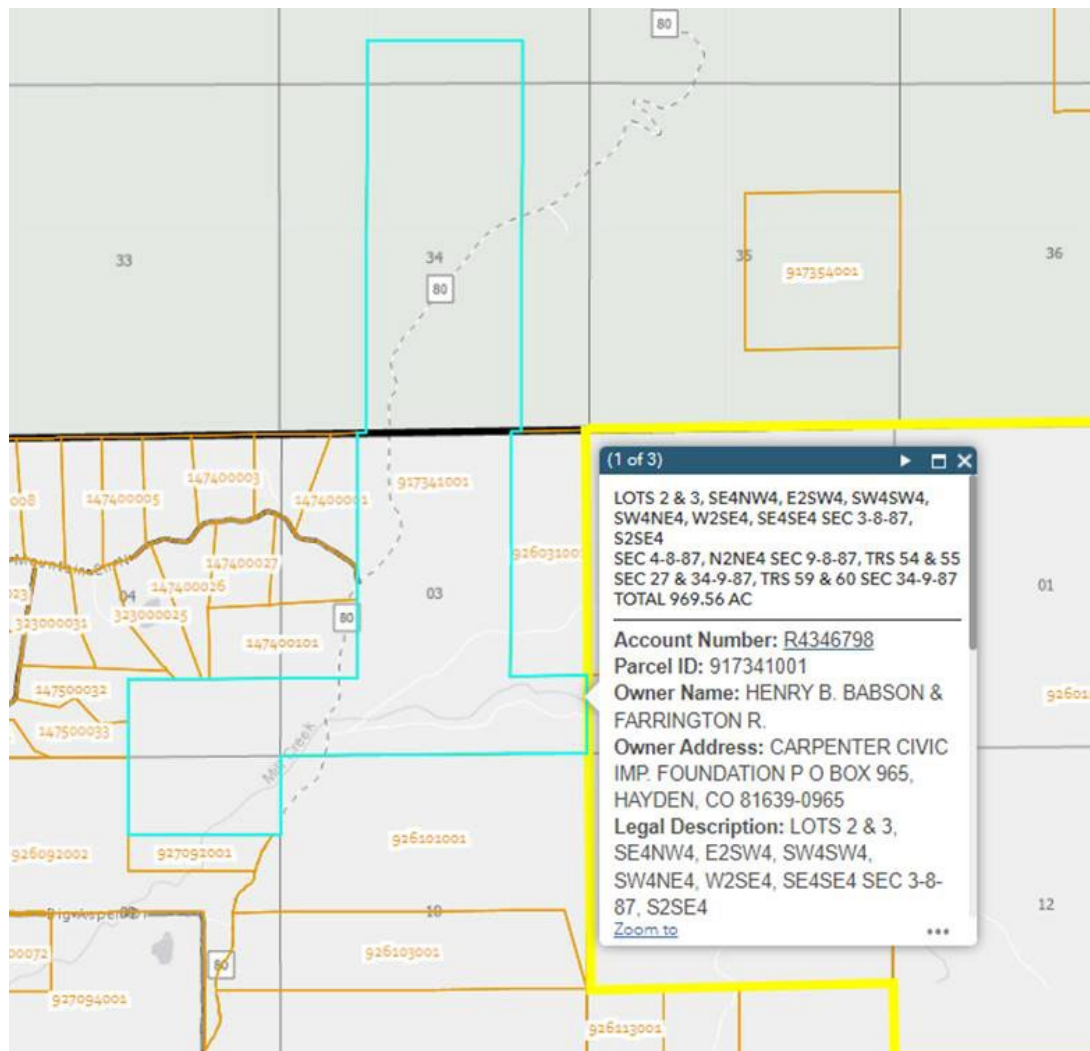 80
33
34
80
35
36
917354001
(1 of 3)
LOTS 2 & 3, SE4NW4, E2SW4, SW4SW4,
SW4NE4, W2SE4, SE4SE4 SEC 3-8-87,
S2SE4
SEC 4-8-87, N2NE4 SEC 9-8-87, TRS 54 & 55
SEC 27 & 34-9-87, TRS 59 & 60 SEC 34-9-87
TOTAL 969.56 AC
Account Number: R4346798
Parcel ID: 917341001
Owner Name: HENRY B. BABSON &
FARRINGTON R.
Owner Address: CARPENTER CIVIC
IMP. FOUNDATION P O BOX 965,
HAYDEN, CO 81639-0965
Legal Description: LOTS 2 & 3,
SE4NW4, E2SW4, SW4SW4,
SW4NE4, W2SE4, SE4SE4 SEC 3-8-
87, S2SE4
Zoom to
147400003
917341001
008
147400005
147400001
147400027
926031001
147400026
04
03
01
023
323000031
323000025
80
147400101
147500032
92601
147500033
Mill Creek
926092002
927092001
926101001
10
12
00072
926103001
80
927094001
926113001